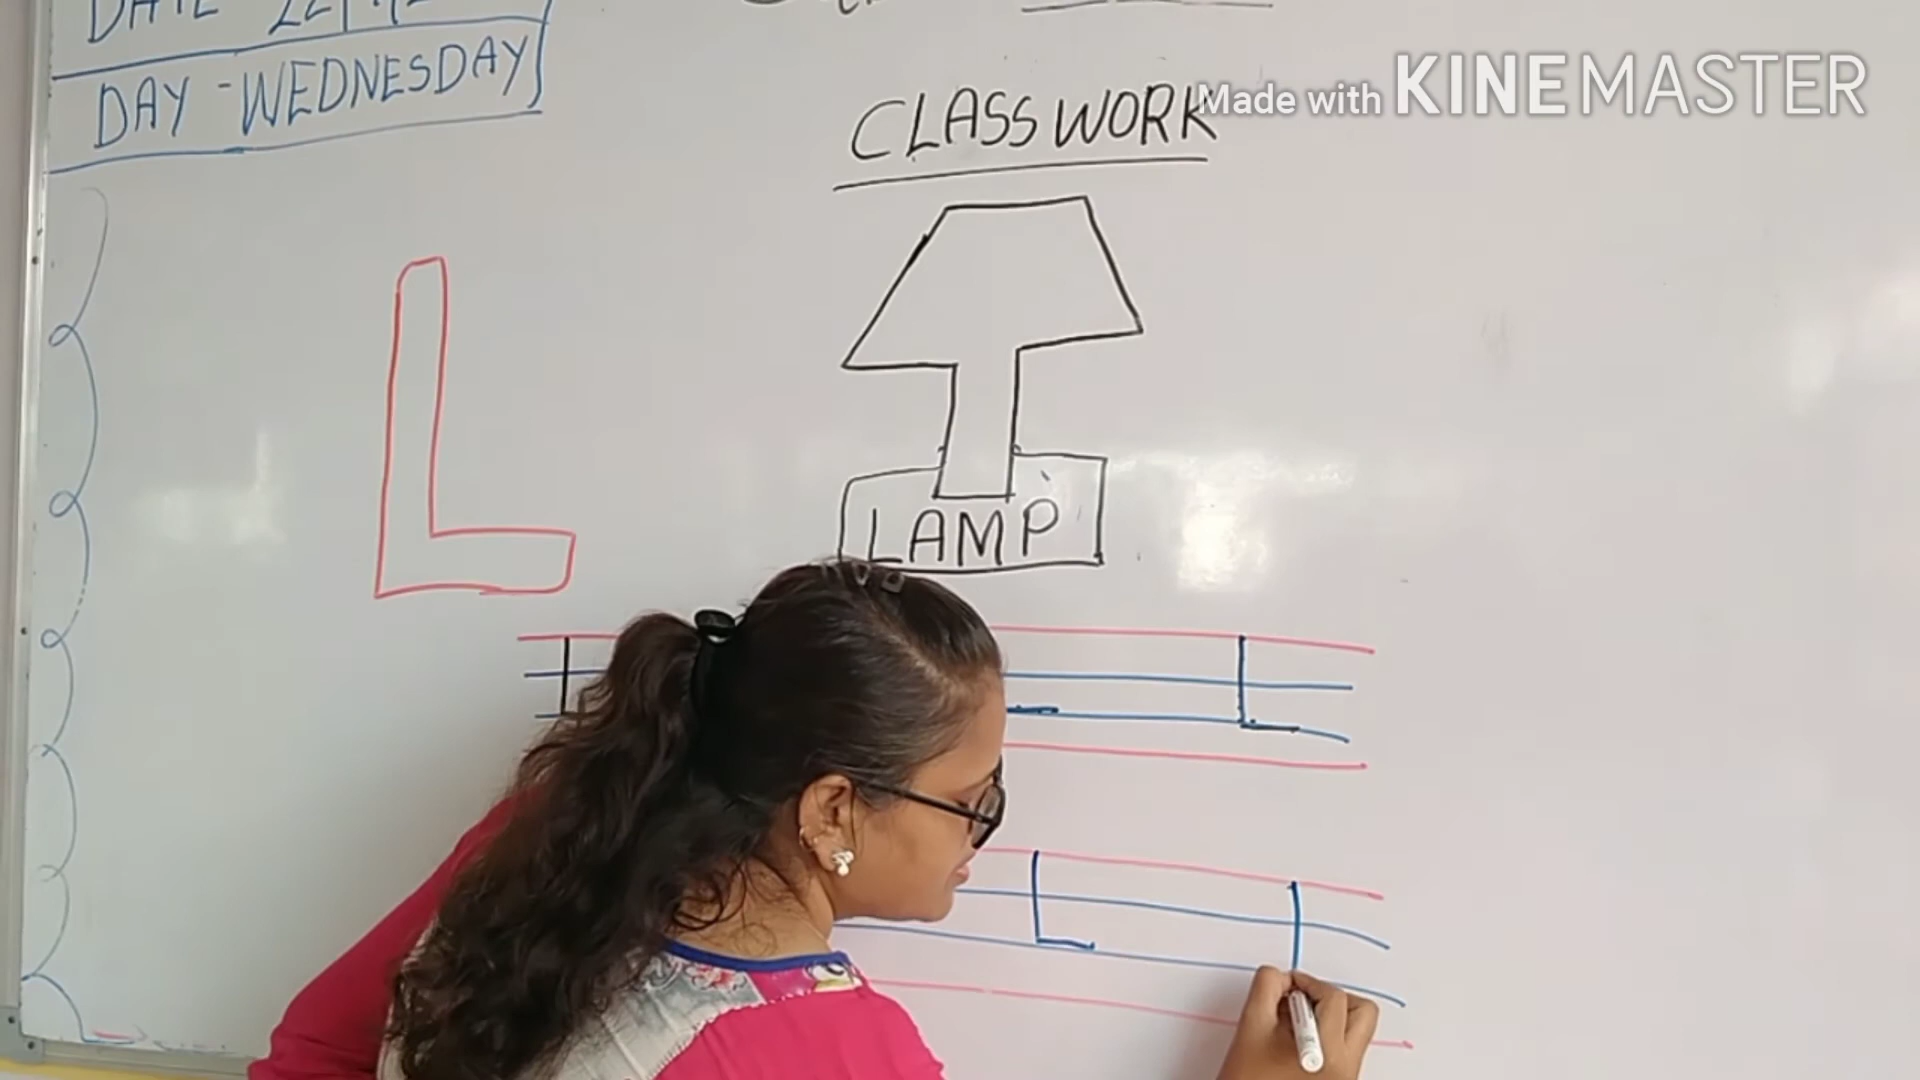 DAY - WEDNESDAY
Made with KINEMASTER
CLASS WORK
L
LAMP
L L
L L